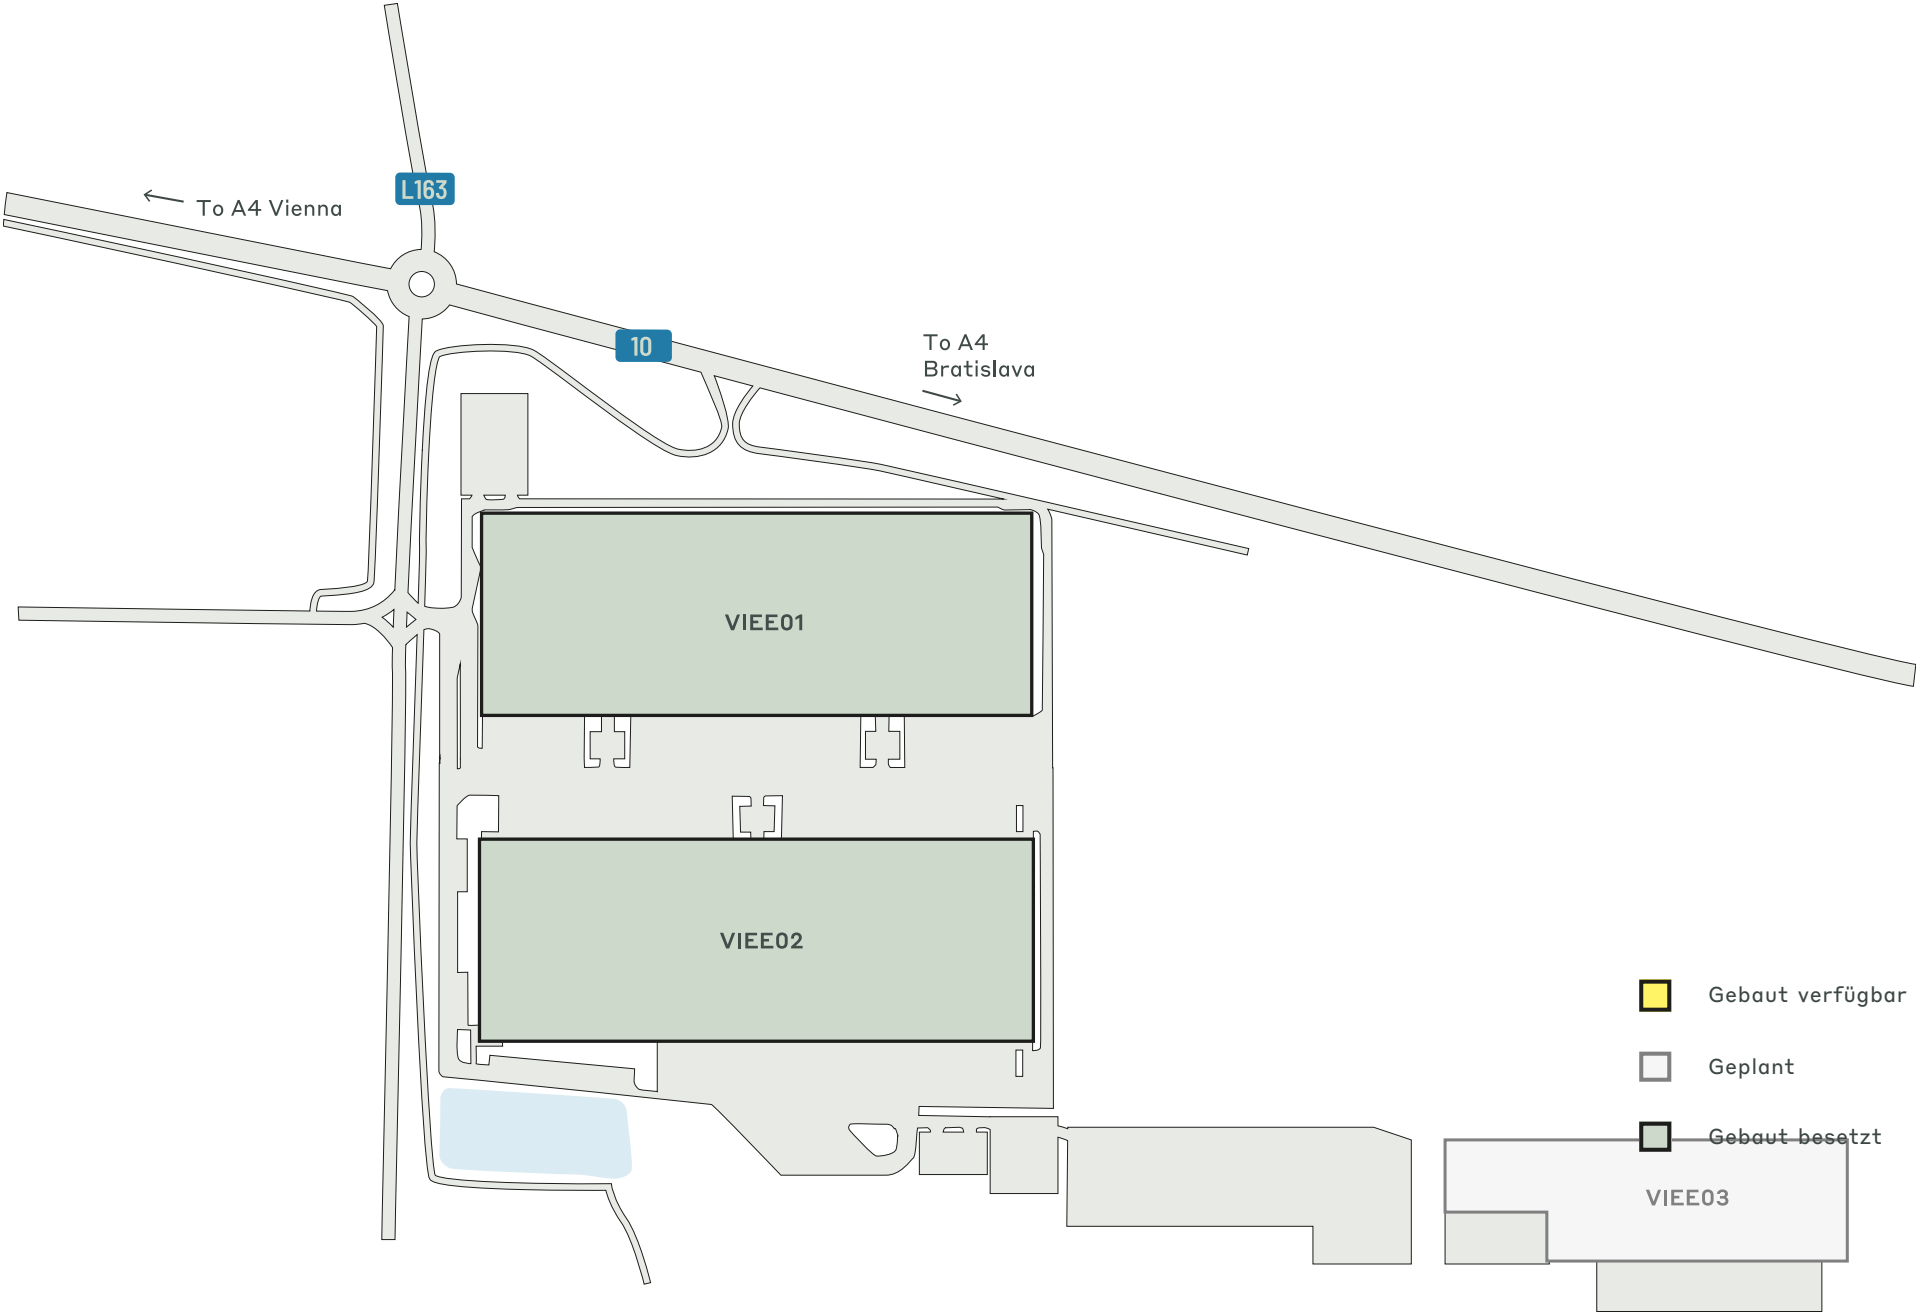 L163
To A4 Vienna
10
To A4
Bratislava
VIEE01
VIEE02
Gebaut verfügbar
Geplant
Gebaut besetzt
VIEE03